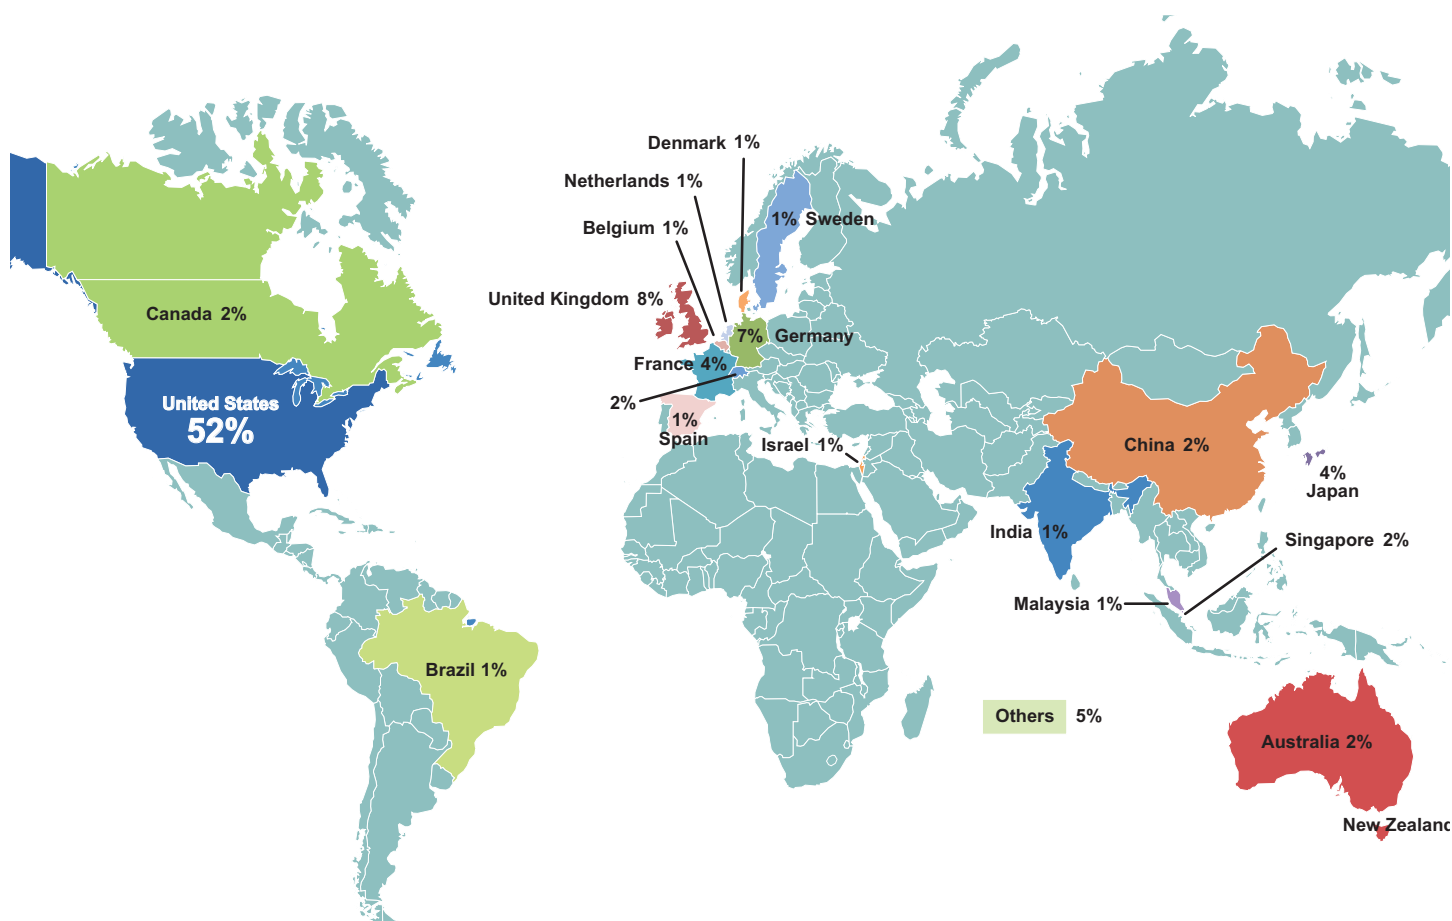 Denmark 1%
Netherlands 1%
Belgium 1%
1% Sweden
United Kingdom 8%
Canada 2%
7% Germany
France 4%
United States
52%
2%
1%
Spain
Israel 1%
China 2%
4%
Japan
India 1%
Singapore 2%
Malaysia 1%
Brazil 1%
Others 5%
Australia 2%
New Zealand